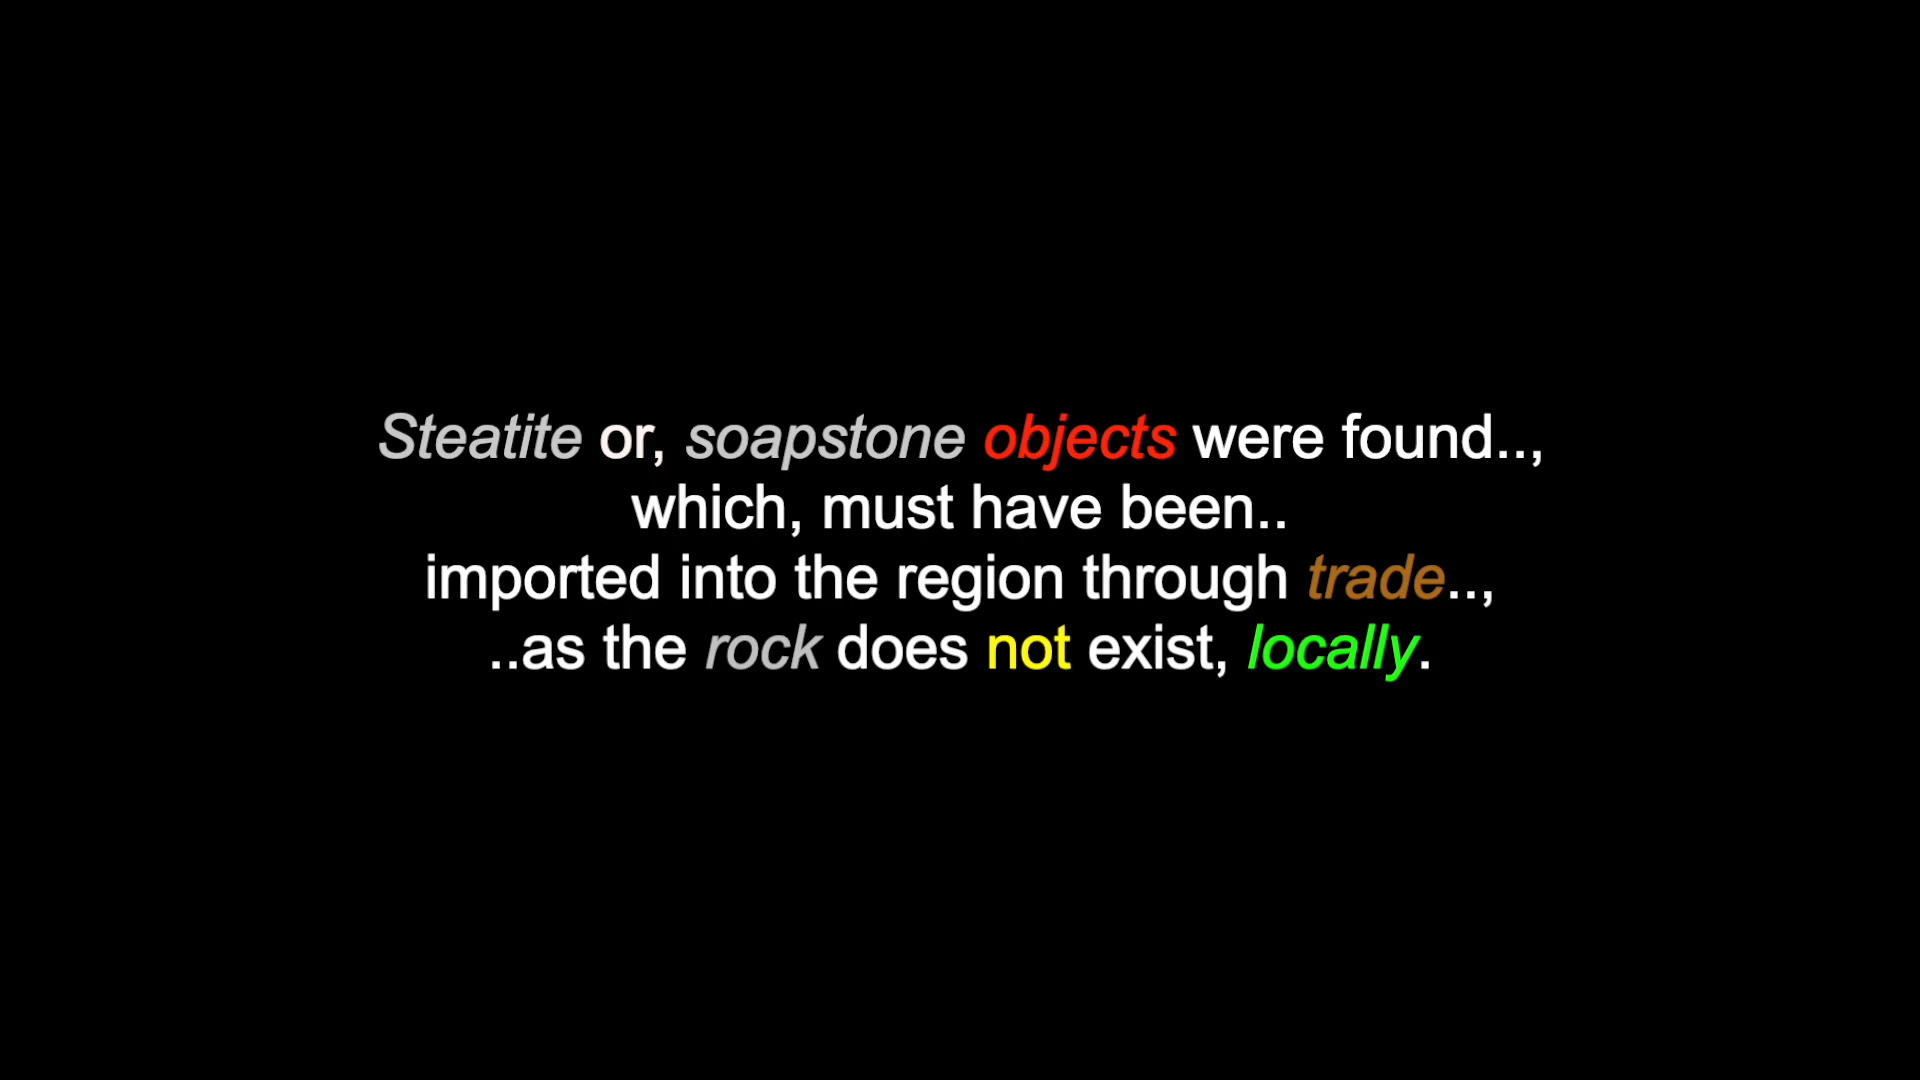 Steatite or, soapstone objects were found..,
which, must have been..
imported into the region through trade..,
..as the rock does not exist, locally.